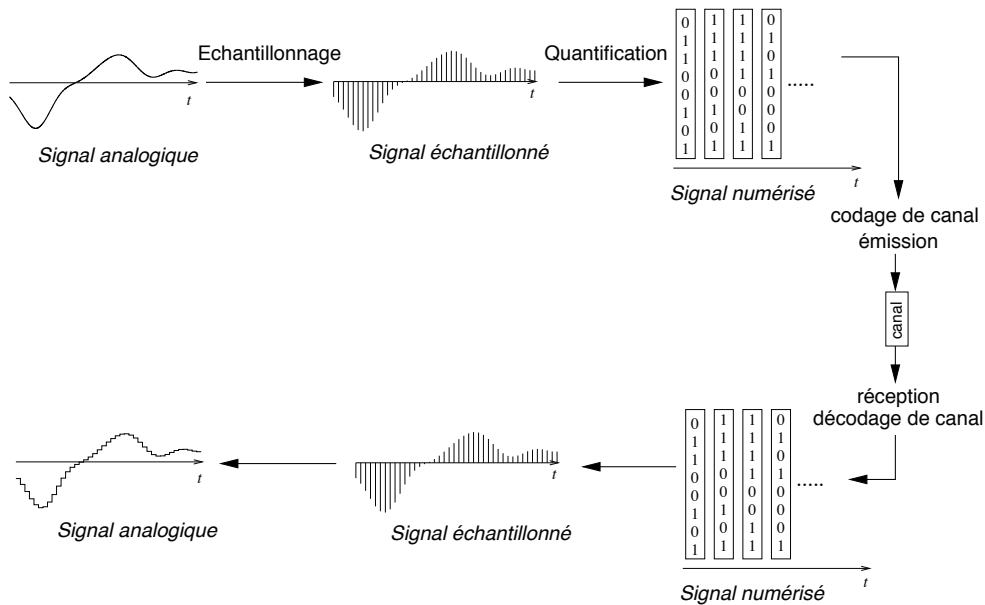 Echantillonnage
Quantification
t
Signal analogique
t
Signal échantillonné
0 1 1 0
1 1 1 1
1 1 1 0
0 0 1 1
0 0 0 0
1 1 0 0
0 0 1 0
1 1 1 1
.....
t
Signal numérisé
codage de canal
émission
canal
réception
décodage de canal
0 1 1 0
1 1 1 1
1 1 1 0
0 0 1 1
0 0 0 0
1 1 0 0
0 0 1 0
1 1 1 1
.....
t
Signal numérisé
t
Signal échantillonné
t
Signal analogique